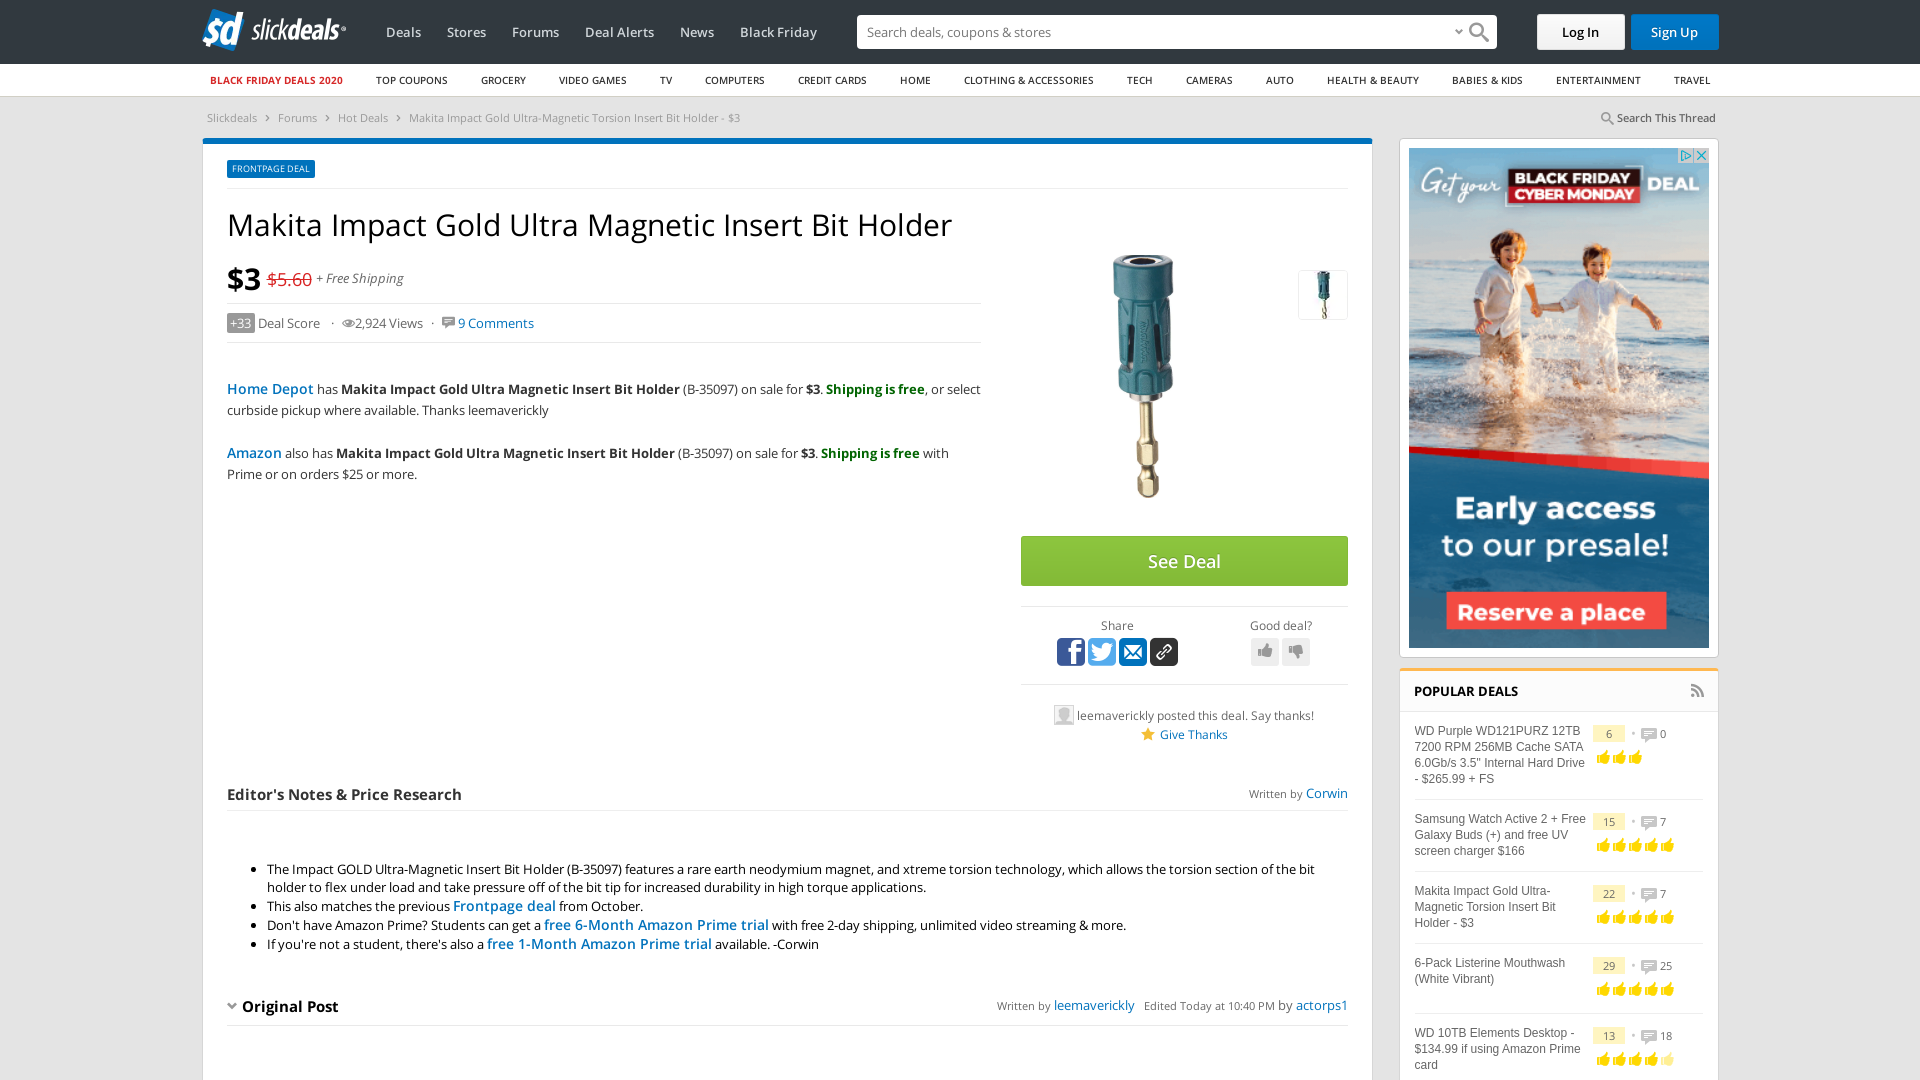 slickdeals
Deals
Stores
Forums
Deal Alerts
News
Black Friday
Search deals, coupons & stores
Log In
Sign Up
BLACK FRIDAY DEALS 2020
TOP COUPONS
GROCERY
VIDEO GAMES
TV
COMPUTERS
CREDIT CARDS
HOME
CLOTHING & ACCESSORIES
TECH
CAMERAS
AUTO
HEALTH & BEAUTY
BABIES & KIDS
ENTERTAINMENT
TRAVEL
Slickdeals › Forums › Hot Deals › Makita Impact Gold Ultra-Magnetic Torsion Insert Bit Holder - $3
Search This Thread
FRONTPAGE DEAL
Makita Impact Gold Ultra Magnetic Insert Bit Holder
$3 $5.60 + Free Shipping
+33 Deal Score · 2,924 Views · 9 Comments
Home Depot has Makita Impact Gold Ultra Magnetic Insert Bit Holder (B-35097) on sale for $3. Shipping is free, or select
curbside pickup where available. Thanks leemaverickly
Amazon also has Makita Impact Gold Ultra Magnetic Insert Bit Holder (B-35097) on sale for $3. Shipping is free with
Prime or on orders $25 or more.
See Deal
Share
Good deal?
leemaverickly posted this deal. Say thanks!
Give Thanks
Editor's Notes & Price Research
Written by Corwin
The Impact GOLD Ultra-Magnetic Insert Bit Holder (B-35097) features a rare earth neodymium magnet, and xtreme torsion technology, which allows the torsion section of the bit
holder to flex under load and take pressure off of the bit tip for increased durability in high torque applications.
This also matches the previous Frontpage deal from October.
Don't have Amazon Prime? Students can get a free 6-Month Amazon Prime trial with free 2-day shipping, unlimited video streaming & more.
If you're not a student, there's also a free 1-Month Amazon Prime trial available. -Corwin
Original Post
Written by leemaverickly Edited Today at 10:40 PM by actorps1
Get your BLACK FRIDAY CYBER MONDAY DEAL
Early access
to our presale!
Reserve a place
POPULAR DEALS
WD Purple WD121PURZ 12TB
7200 RPM 256MB Cache SATA
6.0Gb/s 3.5" Internal Hard Drive
- $265.99 + FS
6 • 0
Samsung Watch Active 2 + Free
Galaxy Buds (+) and free UV
screen charger $166
15 • 7
Makita Impact Gold Ultra-
Magnetic Torsion Insert Bit
Holder - $3
22 • 7
6-Pack Listerine Mouthwash
(White Vibrant)
29 • 25
WD 10TB Elements Desktop -
$134.99 if using Amazon Prime
card
13 • 18